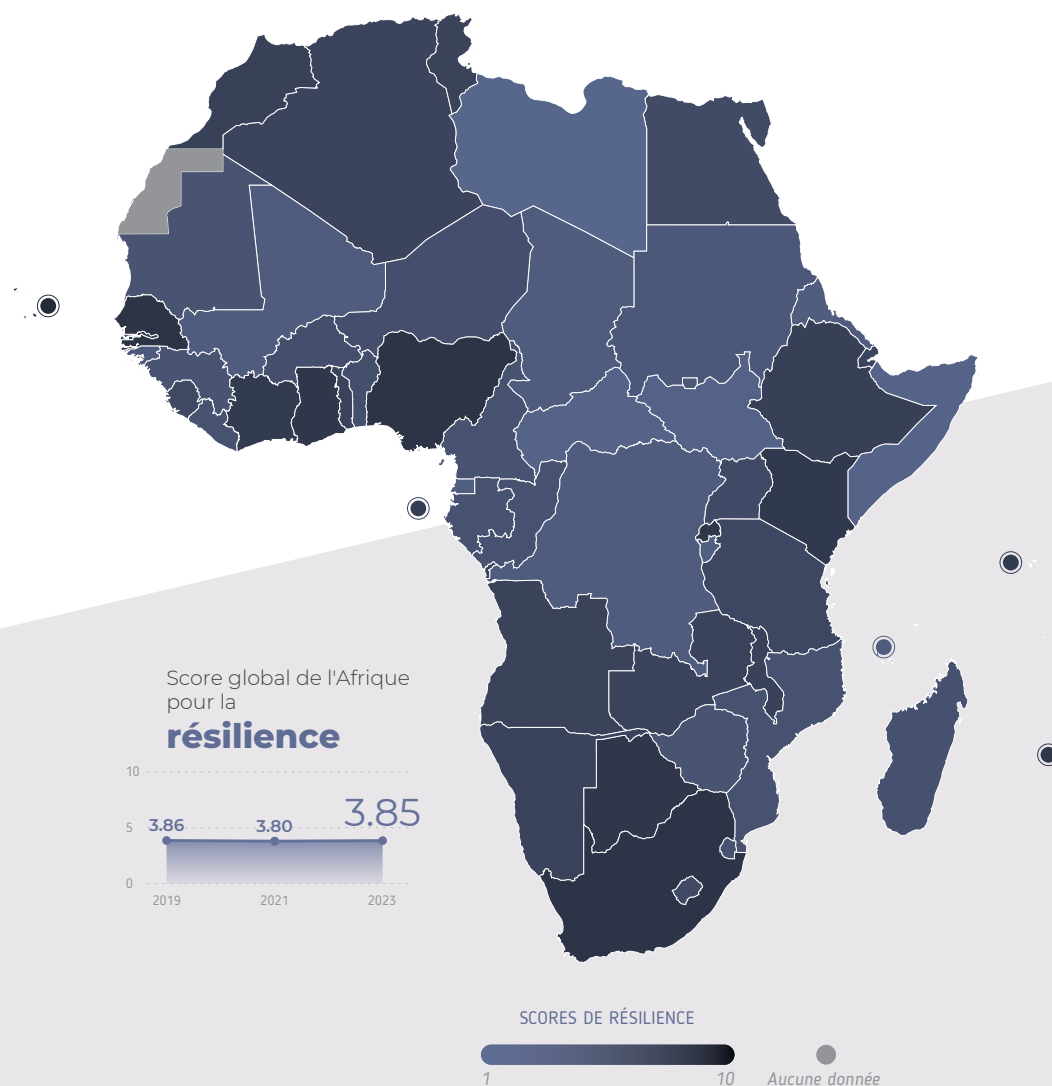 Score global de l'Afrique
pour la
résilience
10
5
0
3.86
3.80
3.85
2019
2021
2023
SCORES DE RÉSILIENCE
1
10
Aucune donnée